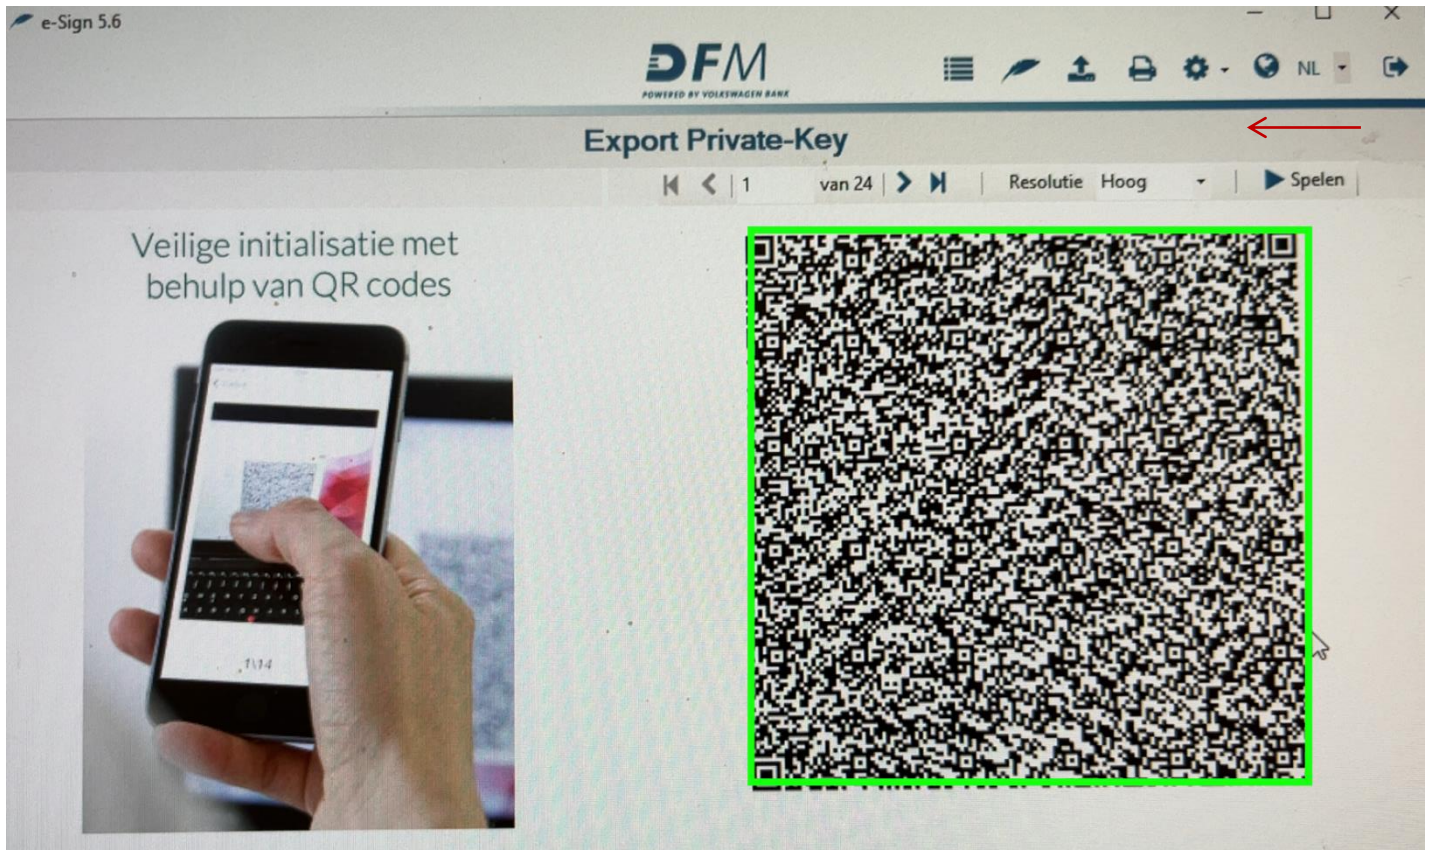 e-Sign 5.6
DFM
POWERED BY VOLKSWAGEN BANK
NL
Export Private-Key
1 van 24 Resolutie Hoog Spelen
Veilige initialisatie met
behulp van QR codes
1\14